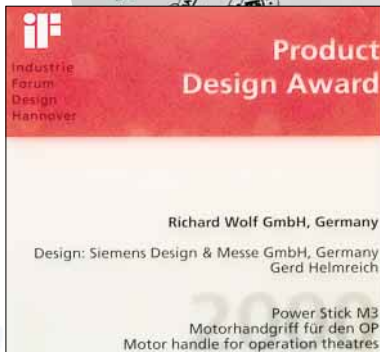 iF
Industrie
Forum
Design
Hannover
Product
Design Award
Richard Wolf GmbH, Germany
Design: Siemens Design & Messe GmbH, Germany
Gerd Helmreich
Power Stick M3
Motorhandgriff für den OP
Motor handle for operation theatres